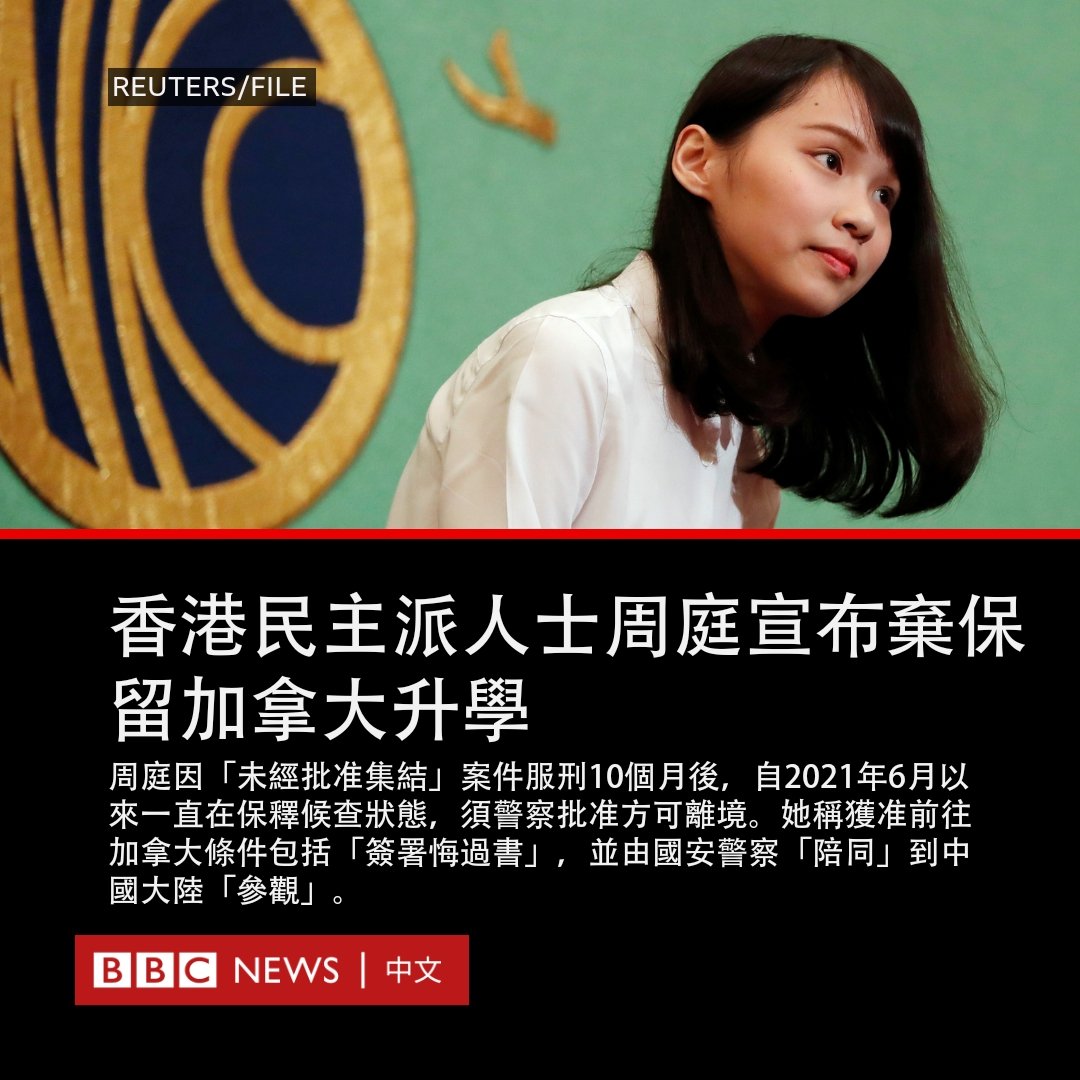 REUTERS/FILE
香港民主派人士周庭宣布棄保
留加拿大升學
周庭因「未經批准集結」案件服刑10個月後，自2021年6月以
來一直在保釋候查狀態，須警察批准方可離境。她稱獲准前往
加拿大條件包括「簽署悔過書」，並由國安警察「陪同」到中
國大陸「參觀」。
BBC NEWS | 中文